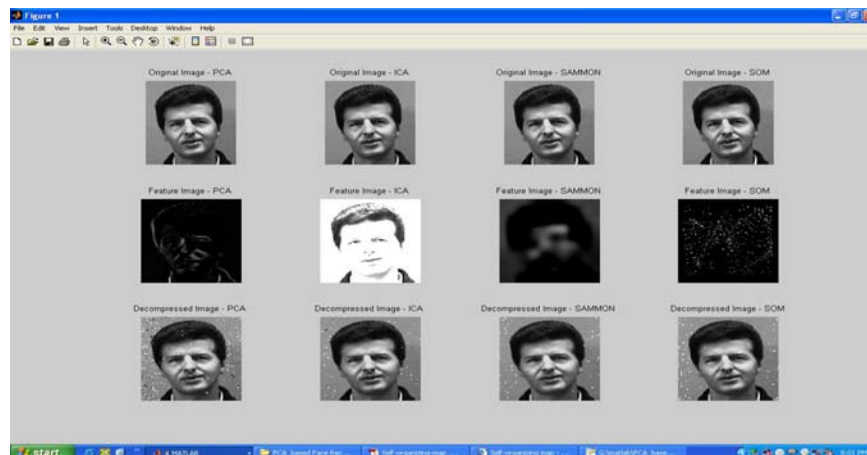 Figure 1
File Edit View Insert Tools Desktop Window Help
Original Image - PCA Original Image - ICA Original Image - SAMMON Original Image - SOM
Feature Image - PCA Feature Image - ICA Feature Image - SAMMON Feature Image - SOM
Decompressed Image - PCA Decompressed Image - ICA Decompressed Image - SAMMON Decompressed Image - SOM
start MATLAB PCA based Face Rec... Self organizing map Self-organizing map - ...